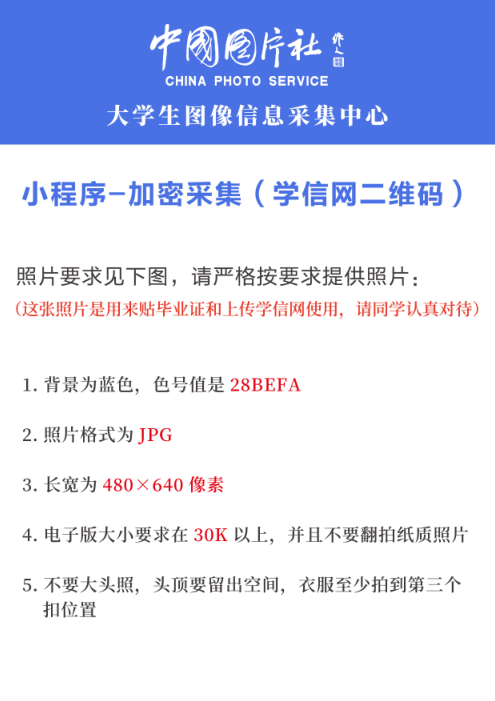 中國图片社
CHINA PHOTO SERVICE
大学生图像信息采集中心
小程序–加密采集（学信网二维码）
照片要求见下图，请严格按要求提供照片：
（这张照片是用来贴毕业证和上传学信网使用，请同学认真对待）
1. 背景为蓝色，色号值是 28BEFA
2. 照片格式为 JPG
3. 长宽为 480×640 像素
4. 电子版大小要求在 30K 以上，并且不要翻拍纸质照片
5. 不要大头照，头顶要留出空间，衣服至少拍到第三个
扣位置